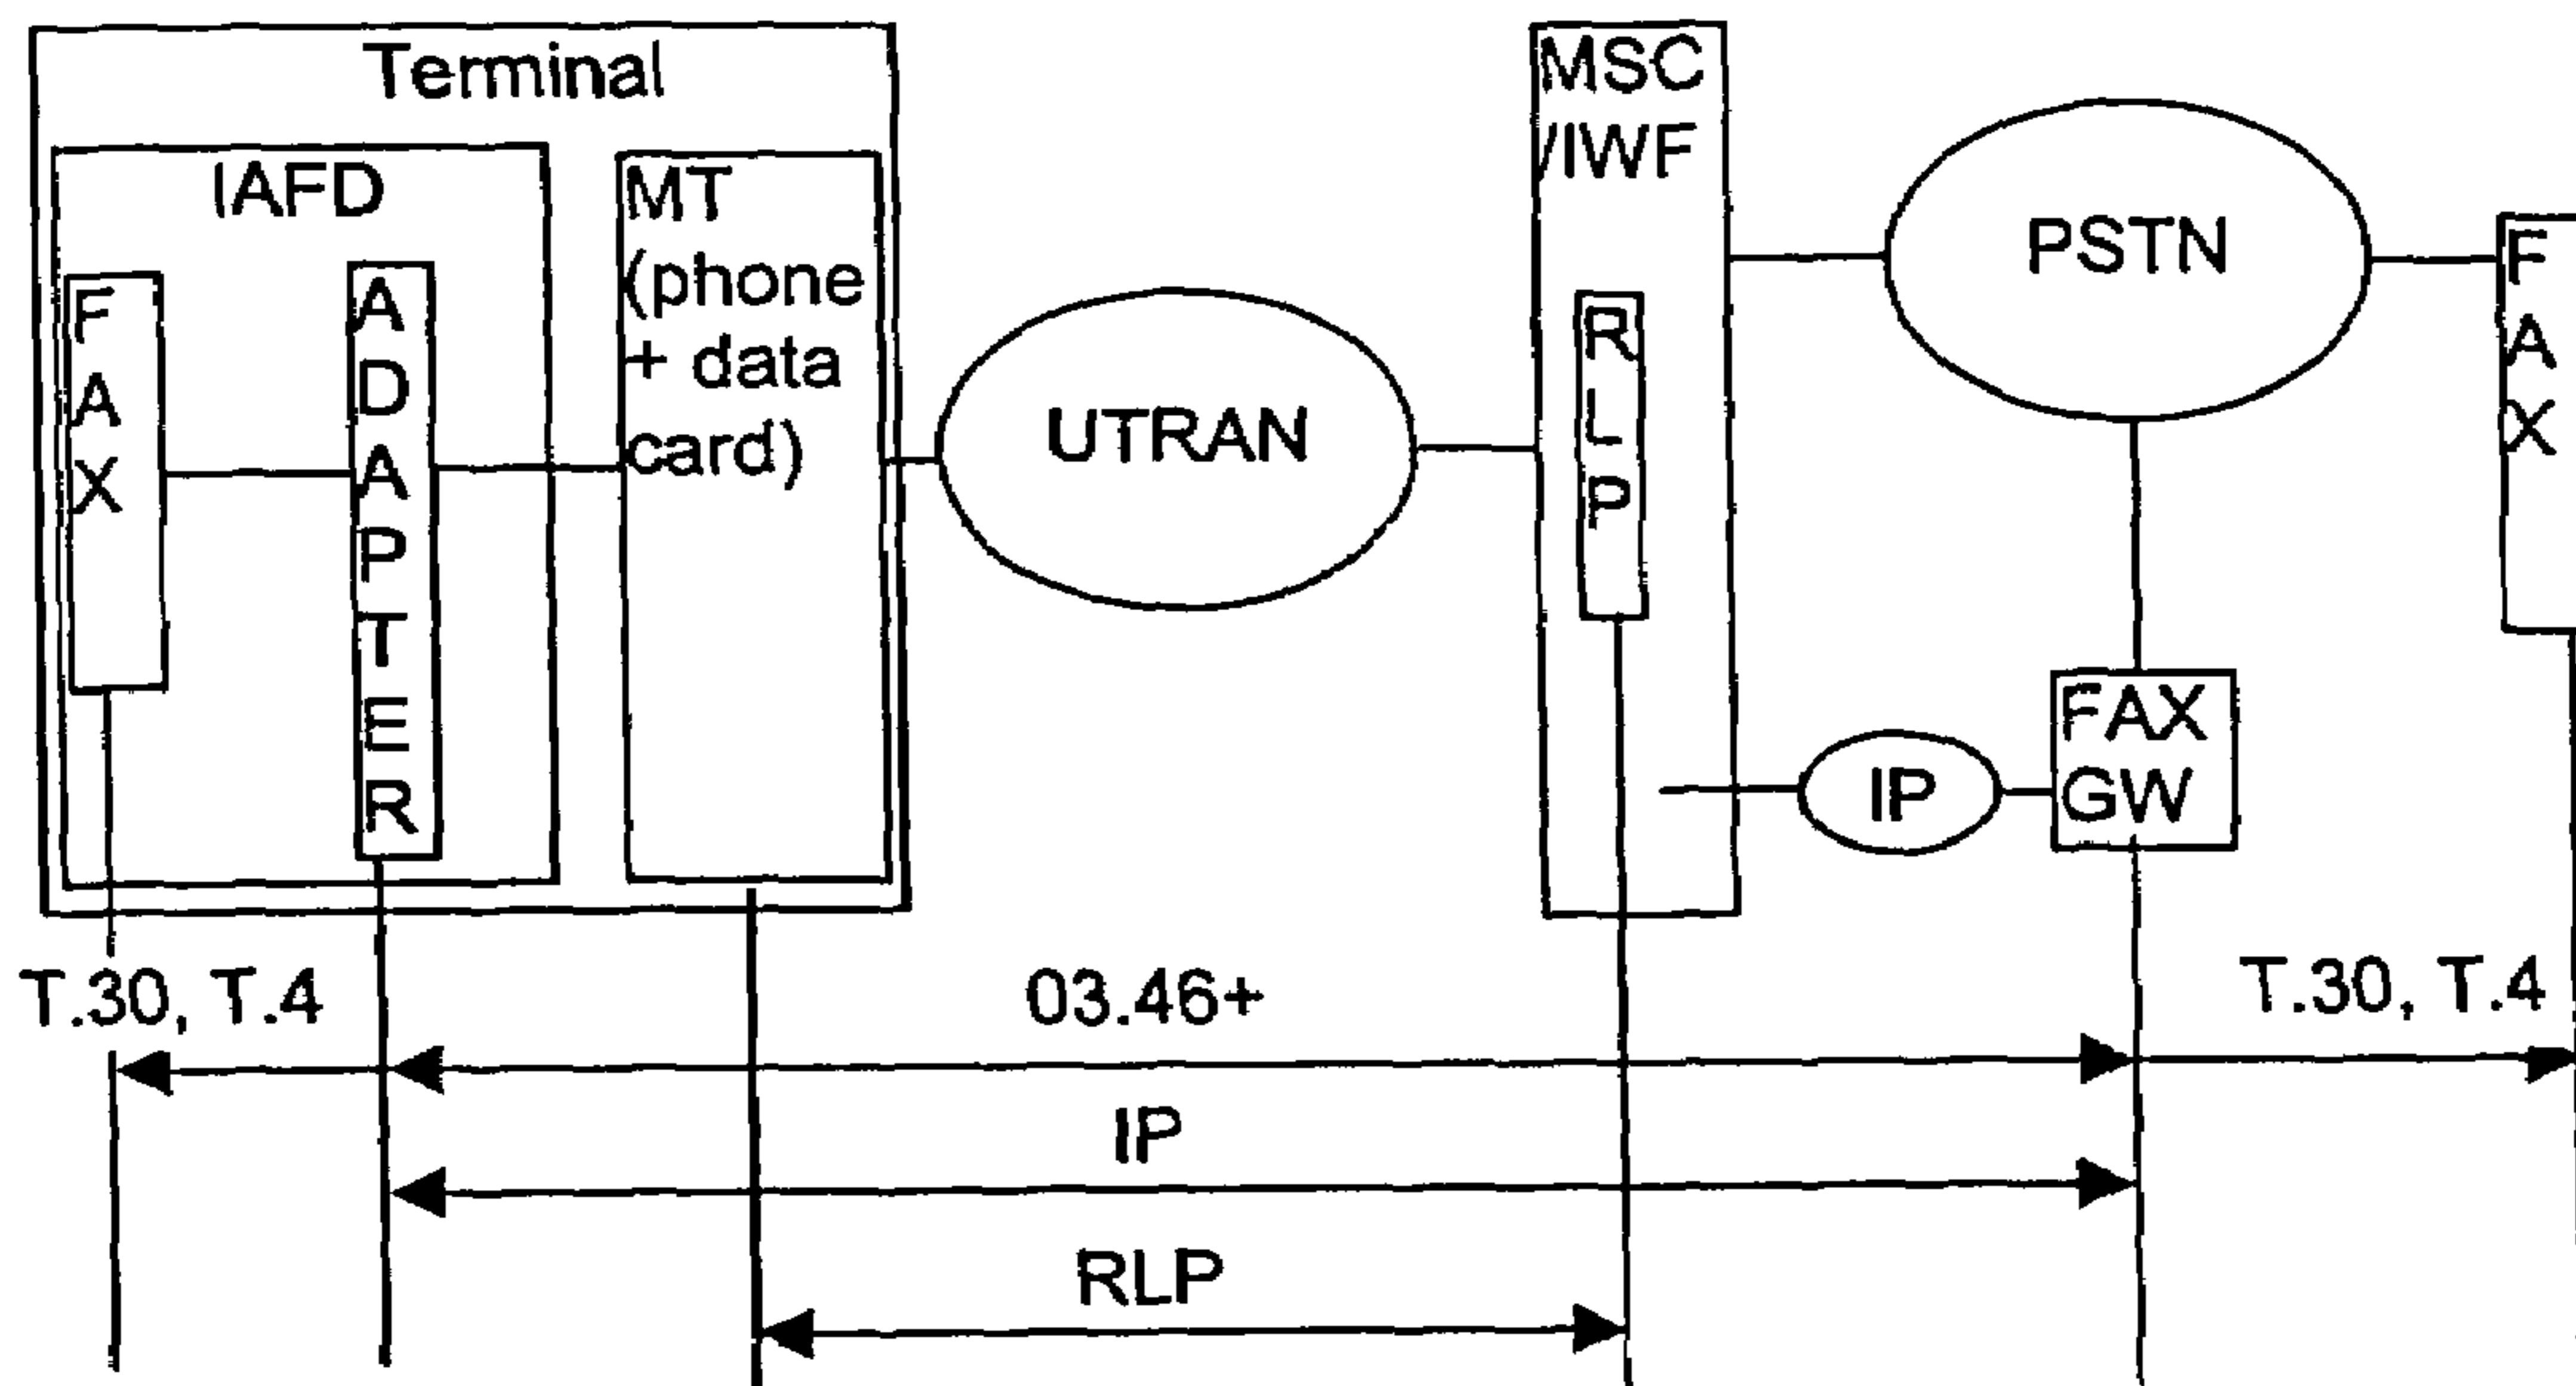 Terminal
IAFD
FAX
ADAPTER
MT
(phone
+ data
card)
UTRAN
MSC
/IWF
RLP
PSTN
FAX
IP
FAX
GW
T.30, T.4
03.46+
T.30, T.4
IP
RLP